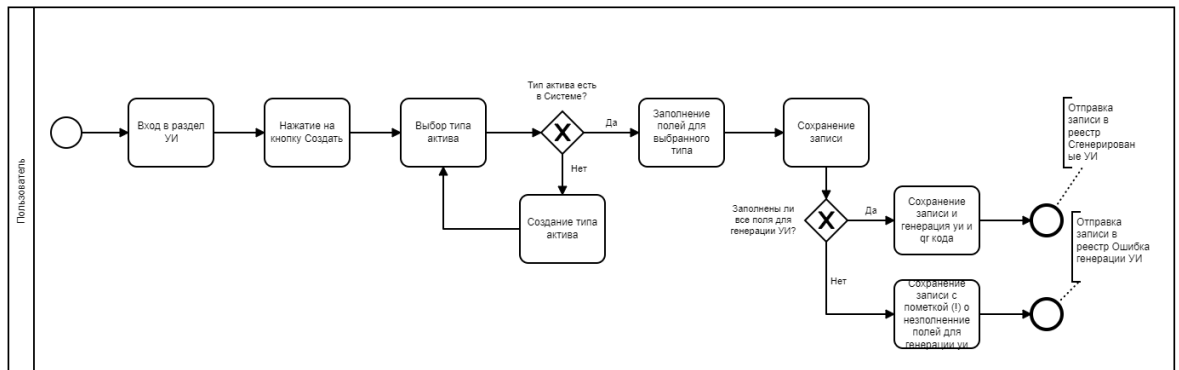 Пользователь
Вход в раздел
УИ
Нажатие на
кнопку Создать
Выбор типа
актива
Тип актива есть
в Системе?
Да
Нет
Создание типа
актива
Заполнение
полей для
выбранного
типа
Сохранение
записи
Заполнены ли
все поля для
генерации УИ?
Да
Нет
Сохранение
записи и
генерация уи и
qr кода
Сохранение
записи с
пометкой (!) о
незполненние
полей для
генерации уи
Отправка
записи в
реестр
Сгенерирован
ые УИ
Отправка
записи в
реестр Ошибка
генерации УИ